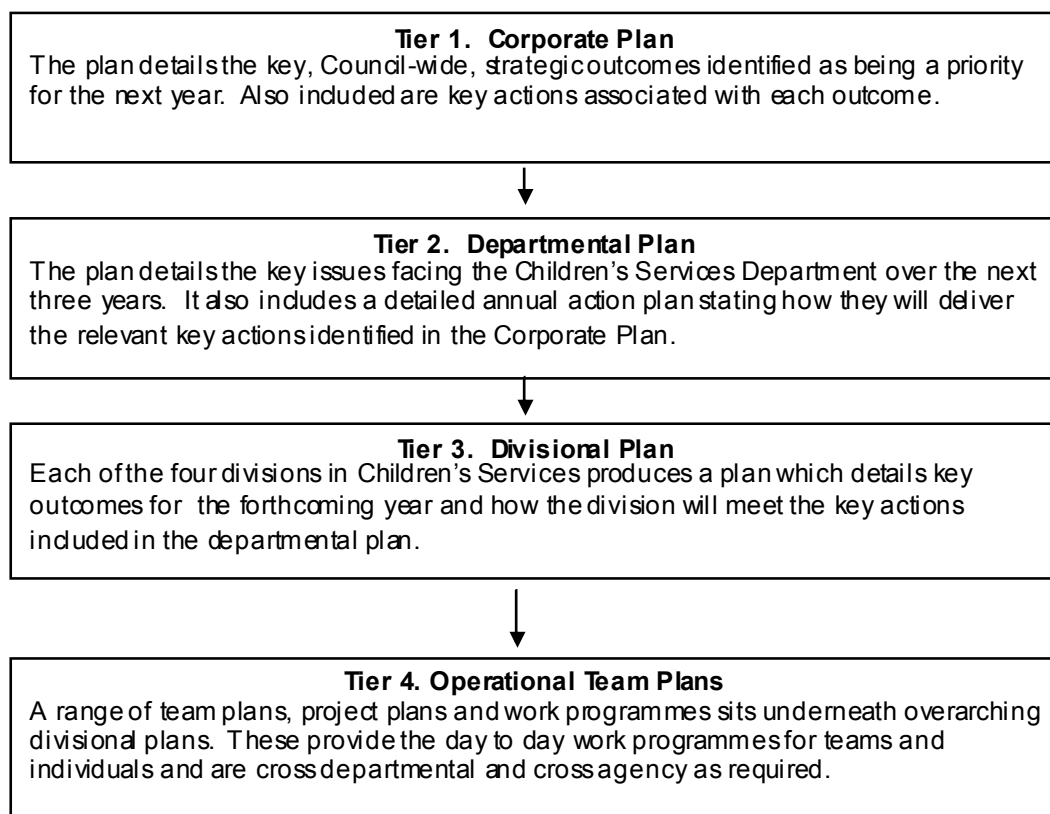 Tier 1. Corporate Plan
The plan details the key, Council-wide, strategic outcomes identified as being a priority
for the next year. Also included are key actions associated with each outcome.
Tier 2. Departmental Plan
The plan details the key issues facing the Children’s Services Department over the next
three years. It also includes a detailed annual action plan stating how they will deliver
the relevant key actions identified in the Corporate Plan.
Tier 3. Divisional Plan
Each of the four divisions in Children’s Services produces a plan which details key
outcomes for the forthcoming year and how the division will meet the key actions
included in the departmental plan.
Tier 4. Operational Team Plans
A range of team plans, project plans and work programmes sits underneath overarching
divisional plans. These provide the day to day work programmes for teams and
individuals and are cross departmental and cross agency as required.